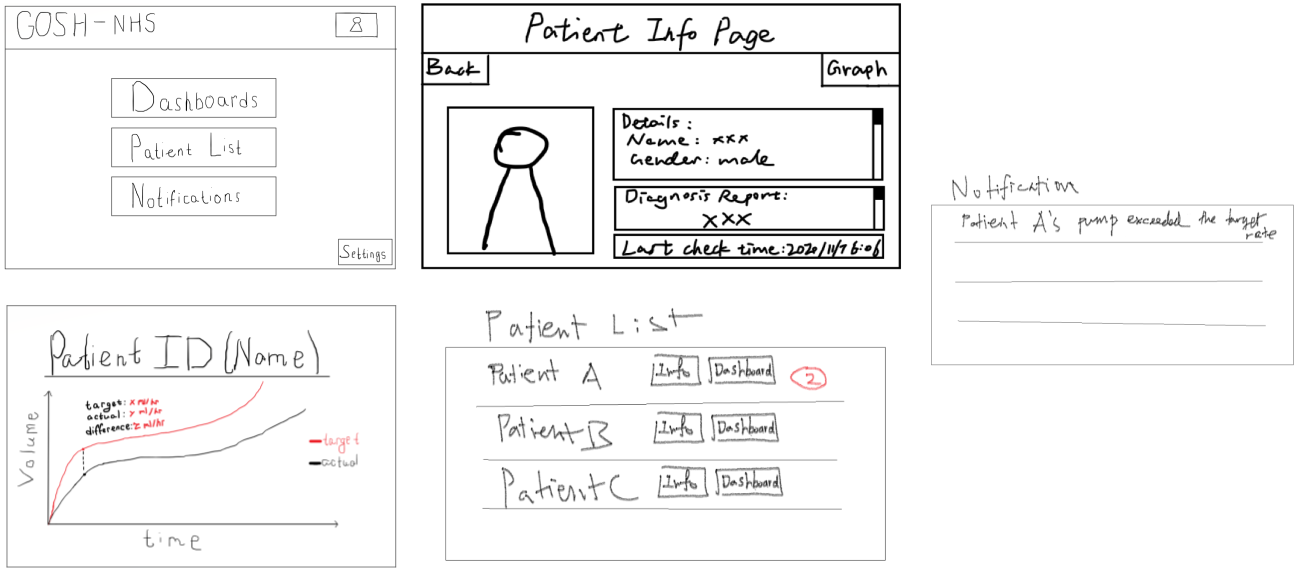 GOSH-NHS
Dashboards
Patient List
Notifications
Settings
Patient Info Page
Back
Graph
Details:
Name: xxx
Gender: male
Diagnosis Report:
xxx
Last check time:2020/11/7 6:06
Notification
Patient A's pump exceeded the target
rate
Patient ID (Name)
target: x ml/hr
actual: y ml/hr
difference: z ml/hr
Volume
target
actual
time
Patient List
Patient A Info Dashboard 2
Patient B Info Dashboard
Patient C Info Dashboard